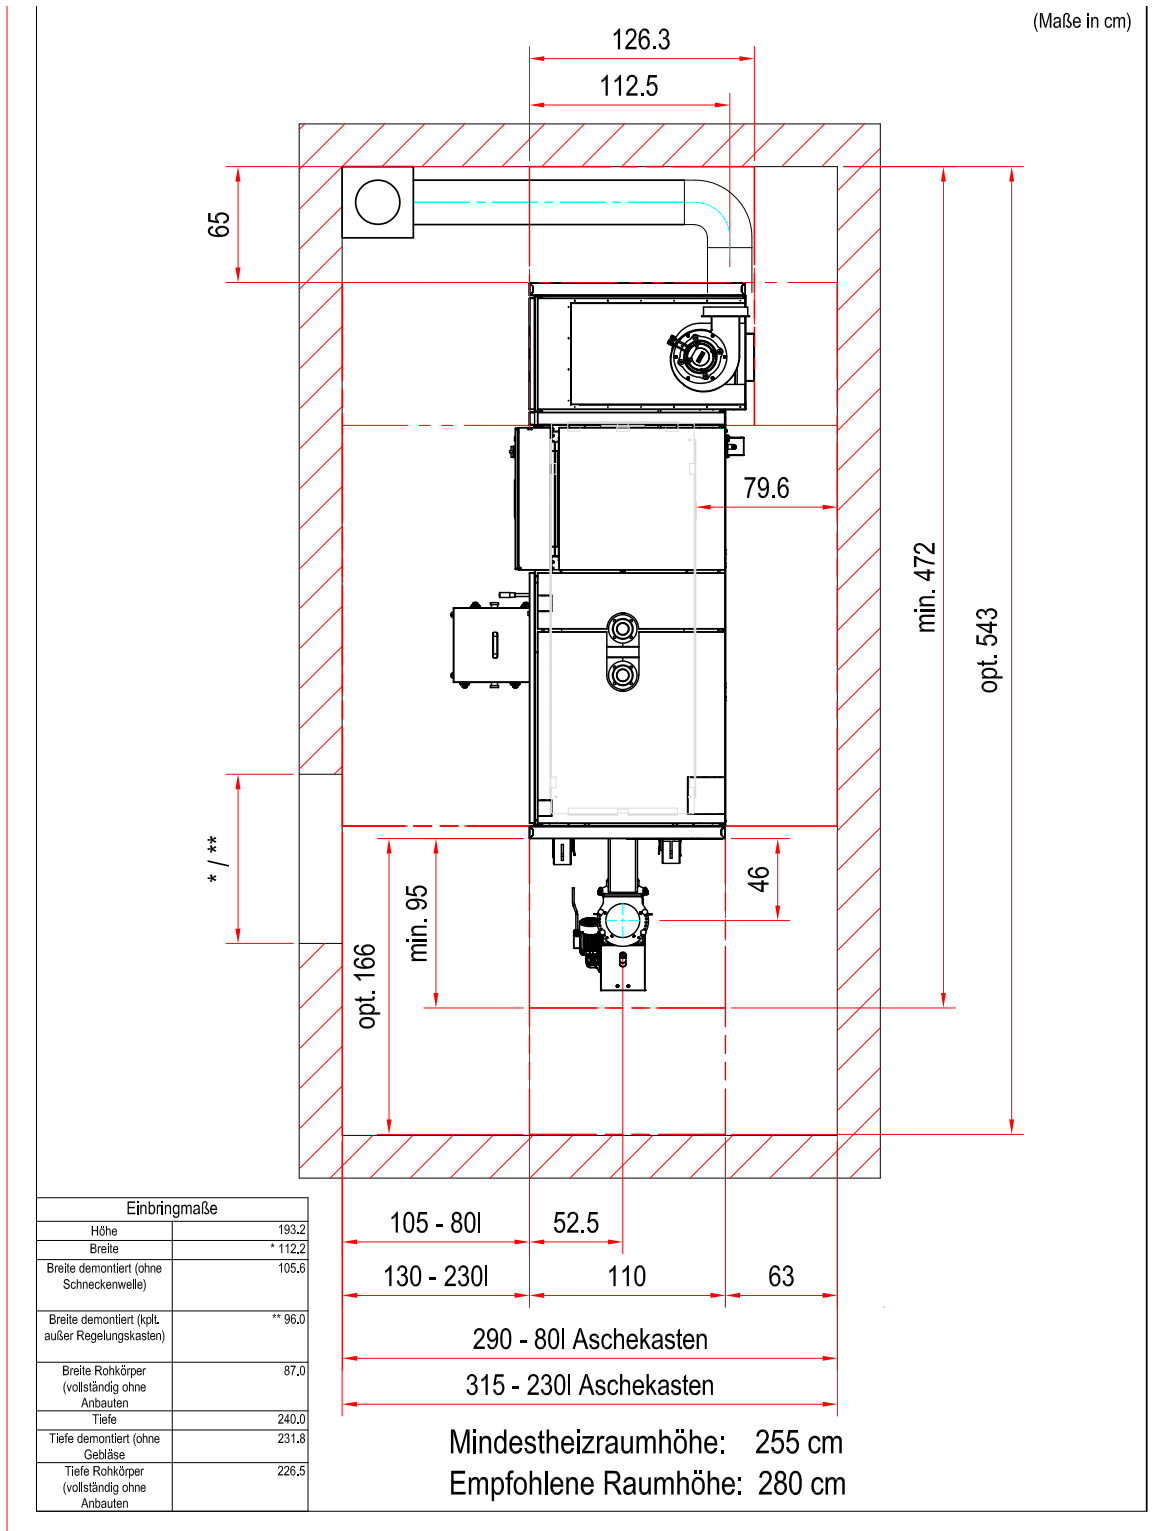 (Maße in cm)
126.3
112.5
65
79.6
min. 472
opt. 543
* / **
min. 95
46
opt. 166
Einbringmaße
Höhe 193.2
Breite * 112.2
Breite demontiert (ohne 105.6
Schneckenwelle)
Breite demontiert (kplt. ** 96.0
außer Regelungskasten)
Breite Rohkörper 87.0
(vollständig ohne
Anbauten
Tiefe 240.0
Tiefe demontiert (ohne 231.8
Gebläse
Tiefe Rohkörper 226.5
(vollständig ohne
Anbauten
105 - 80l 52.5
130 - 230l 110 63
290 - 80l Aschekasten
315 - 230l Aschekasten
Mindestheizraumhöhe: 255 cm
Empfohlene Raumhöhe: 280 cm